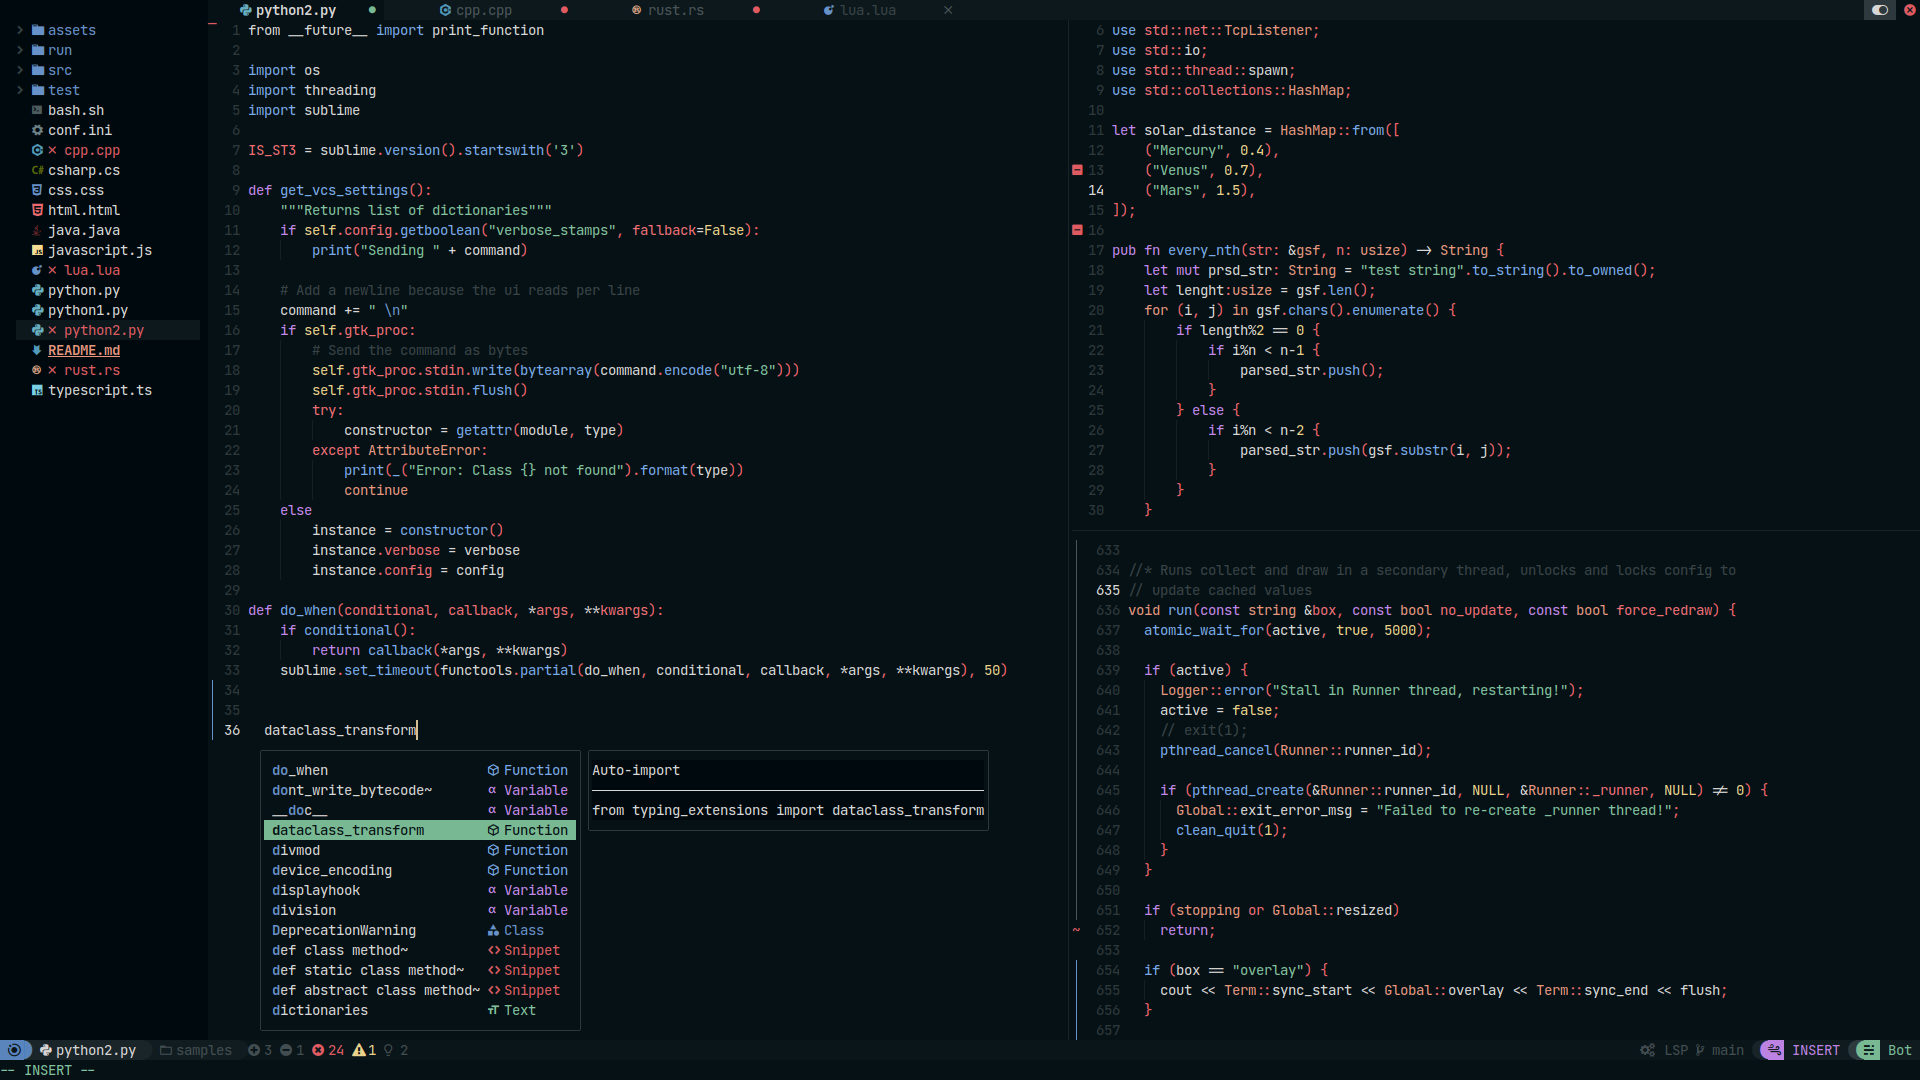 python2.py cpp.cpp rust.rs lua.lua
assets
run
src
test
bash.sh
conf.ini
cpp.cpp
csharp.cs
css.css
html.html
java.java
javascript.js
lua.lua
python.py
python1.py
python2.py
README.md
rust.rs
typescript.ts
1 from __future__ import print_function
2
3 import os
4 import threading
5 import sublime
6
7 IS_ST3 = sublime.version().startswith('3')
8
9 def get_vcs_settings():
10 """Returns list of dictionaries"""
11 if self.config.getboolean("verbose_stamps", fallback=False):
12 print("Sending " + command)
13
14 # Add a newline because the ui reads per line
15 command += " \n"
16 if self.gtk_proc:
17 # Send the command as bytes
18 self.gtk_proc.stdin.write(bytearray(command.encode("utf-8")))
19 self.gtk_proc.stdin.flush()
20 try:
21 constructor = getattr(module, type)
22 except AttributeError:
23 print(_("Error: Class {} not found").format(type))
24 continue
25 else
26 instance = constructor()
27 instance.verbose = verbose
28 instance.config = config
29
30 def do_when(conditional, callback, *args, **kwargs):
31 if conditional():
32 return callback(*args, **kwargs)
33 sublime.set_timeout(functools.partial(do_when, conditional, callback, *args, **kwargs), 50)
34
35
36 dataclass_transform
do_when Function
dont_write_bytecode~ Variable
__doc__ Variable
dataclass_transform Function
divmod Function
device_encoding Function
displayhook Variable
division Variable
DeprecationWarning Class
def class method~ Snippet
def static class method~ Snippet
def abstract class method~ Snippet
dictionaries Text
Auto-import
from typing_extensions import dataclass_transform
6 use std::net::TcpListener;
7 use std::io;
8 use std::thread::spawn;
9 use std::collections::HashMap;
10
11 let solar_distance = HashMap::from([
12 ("Mercury", 0.4),
13 ("Venus", 0.7),
14 ("Mars", 1.5),
15 ]);
16
17 pub fn every_nth(str: &gsf, n: usize) -> String {
18 let mut prsd_str: String = "test string".to_string().to_owned();
19 let lenght:usize = gsf.len();
20 for (i, j) in gsf.chars().enumerate() {
21 if length%2 == 0 {
22 if i%n < n-1 {
23 parsed_str.push();
24 }
25 } else {
26 if i%n < n-2 {
27 parsed_str.push(gsf.substr(i, j));
28 }
29 }
30 }
633
634 //* Runs collect and draw in a secondary thread, unlocks and locks config to
635 // update cached values
636 void run(const string &box, const bool no_update, const bool force_redraw) {
637 atomic_wait_for(active, true, 5000);
638
639 if (active) {
640 Logger::error("Stall in Runner thread, restarting!");
641 active = false;
642 // exit(1);
643 pthread_cancel(Runner::runner_id);
644
645 if (pthread_create(&Runner::runner_id, NULL, &Runner::_runner, NULL) != 0) {
646 Global::exit_error_msg = "Failed to re-create _runner thread!";
647 clean_quit(1);
648 }
649 }
650
651 if (stopping or Global::resized)
~ 652 return;
653
654 if (box == "overlay") {
655 cout << Term::sync_start << Global::overlay << Term::sync_end << flush;
656 }
657
python2.py samples 3 1 24 1 2 LSP main INSERT Bot
-- INSERT --